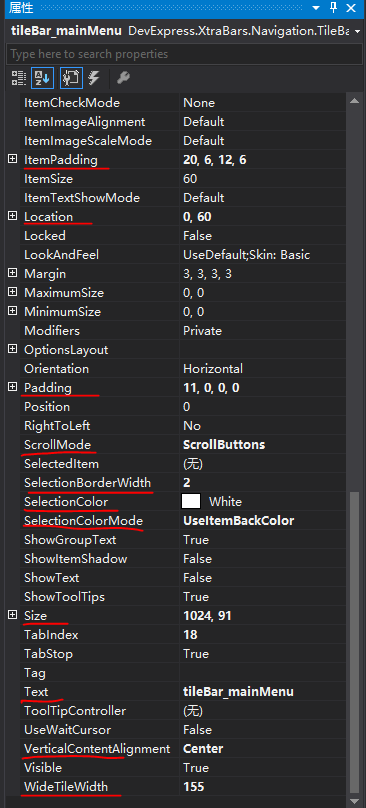 属性
tileBar_mainMenu DevExpress.XtraBars.Navigation.TileBa
Type here to search properties
ItemCheckMode None
ItemImageAlignment Default
ItemImageScaleMode Default
ItemPadding 20, 6, 12, 6
ItemSize 60
ItemTextShowMode Default
Location 0, 60
Locked False
LookAndFeel UseDefault;Skin: Basic
Margin 3, 3, 3, 3
MaximumSize 0, 0
MinimumSize 0, 0
Modifiers Private
OptionsLayout
Orientation Horizontal
Padding 11, 0, 0, 0
Position 0
RightToLeft No
ScrollMode ScrollButtons
SelectedItem (无)
SelectionBorderWidth 2
SelectionColor White
SelectionColorMode UseItemBackColor
ShowGroupText True
ShowItemShadow False
ShowText False
ShowToolTips True
Size 1024, 91
TabIndex 18
TabStop True
Tag
Text tileBar_mainMenu
ToolTipController (无)
UseWaitCursor False
VerticalContentAlignment Center
Visible True
WideTileWidth 155